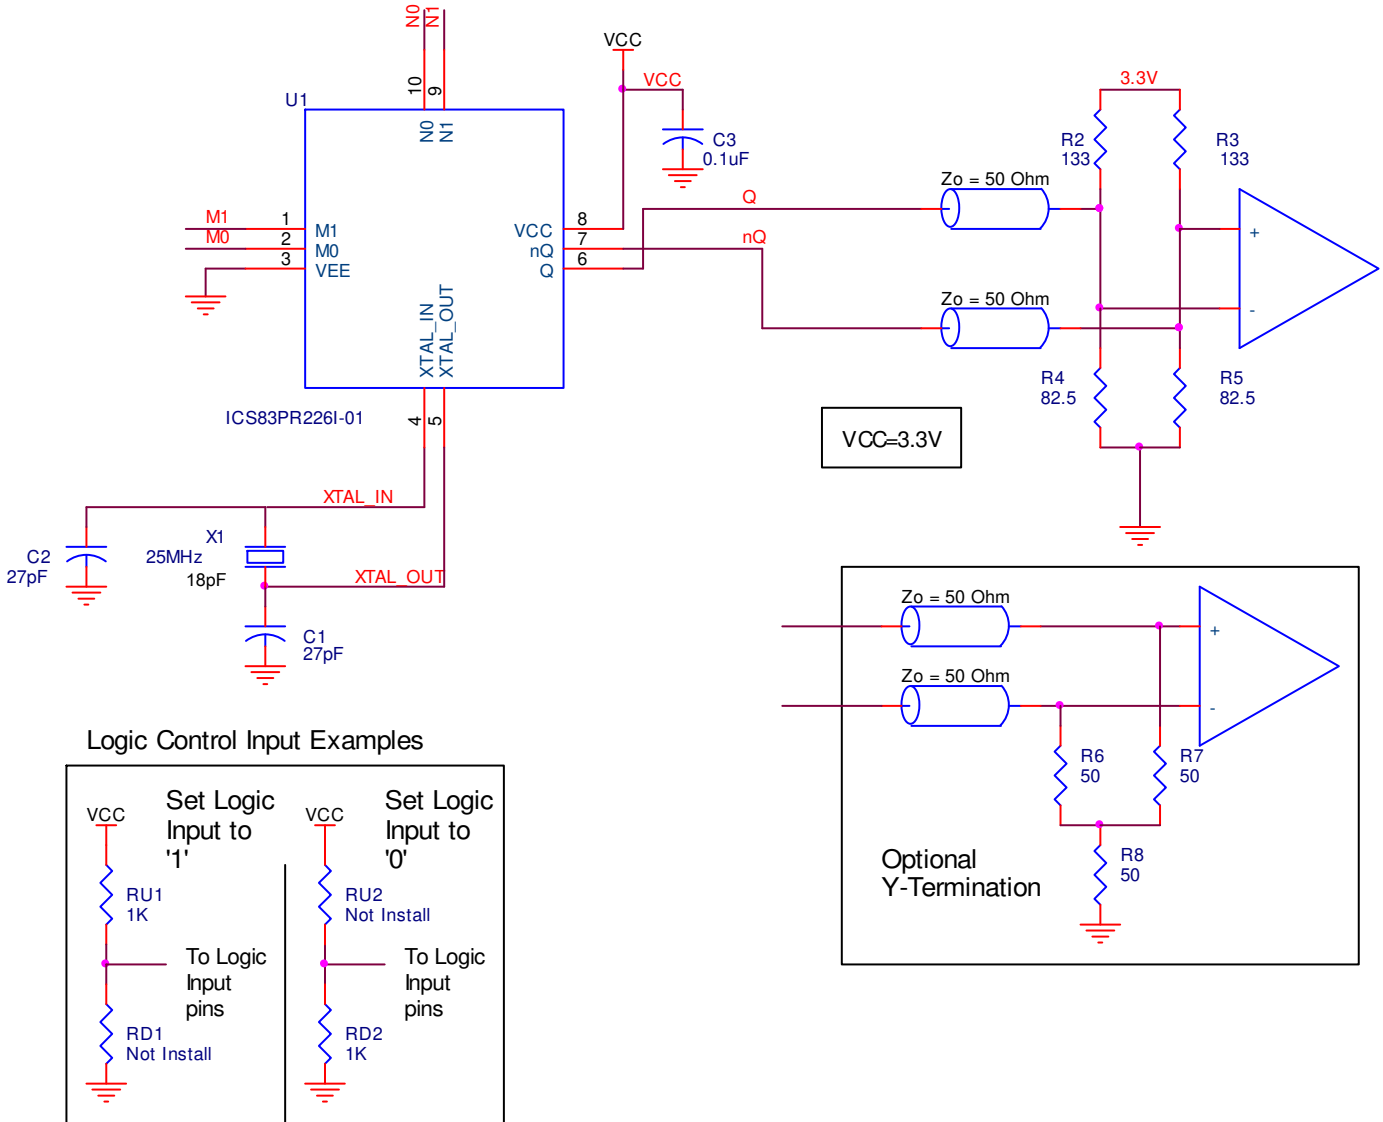 N0
N1
10
9
U1
N0
N1
VCC
VCC
C3
0.1uF
3.3V
R2
133
R3
133
Zo = 50 Ohm
Q
nQ
M1
M0
1
2
3
M1
M0
VEE
VCC
nQ
Q
8
7
6
+
-
Zo = 50 Ohm
XTAL_IN
XTAL_OUT
ICS83PR226I-01
4
5
R4
82.5
R5
82.5
VCC=3.3V
XTAL_IN
C2
27pF
X1
25MHz
18pF
XTAL_OUT
C1
27pF
Zo = 50 Ohm
+
Zo = 50 Ohm
-
R6
50
R7
50
R8
50
Optional
Y-Termination
Logic Control Input Examples
VCC
Set Logic
Input to
'1'
RU1
1K
To Logic
Input
pins
RD1
Not Install
VCC
Set Logic
Input to
'0'
RU2
Not Install
To Logic
Input
pins
RD2
1K